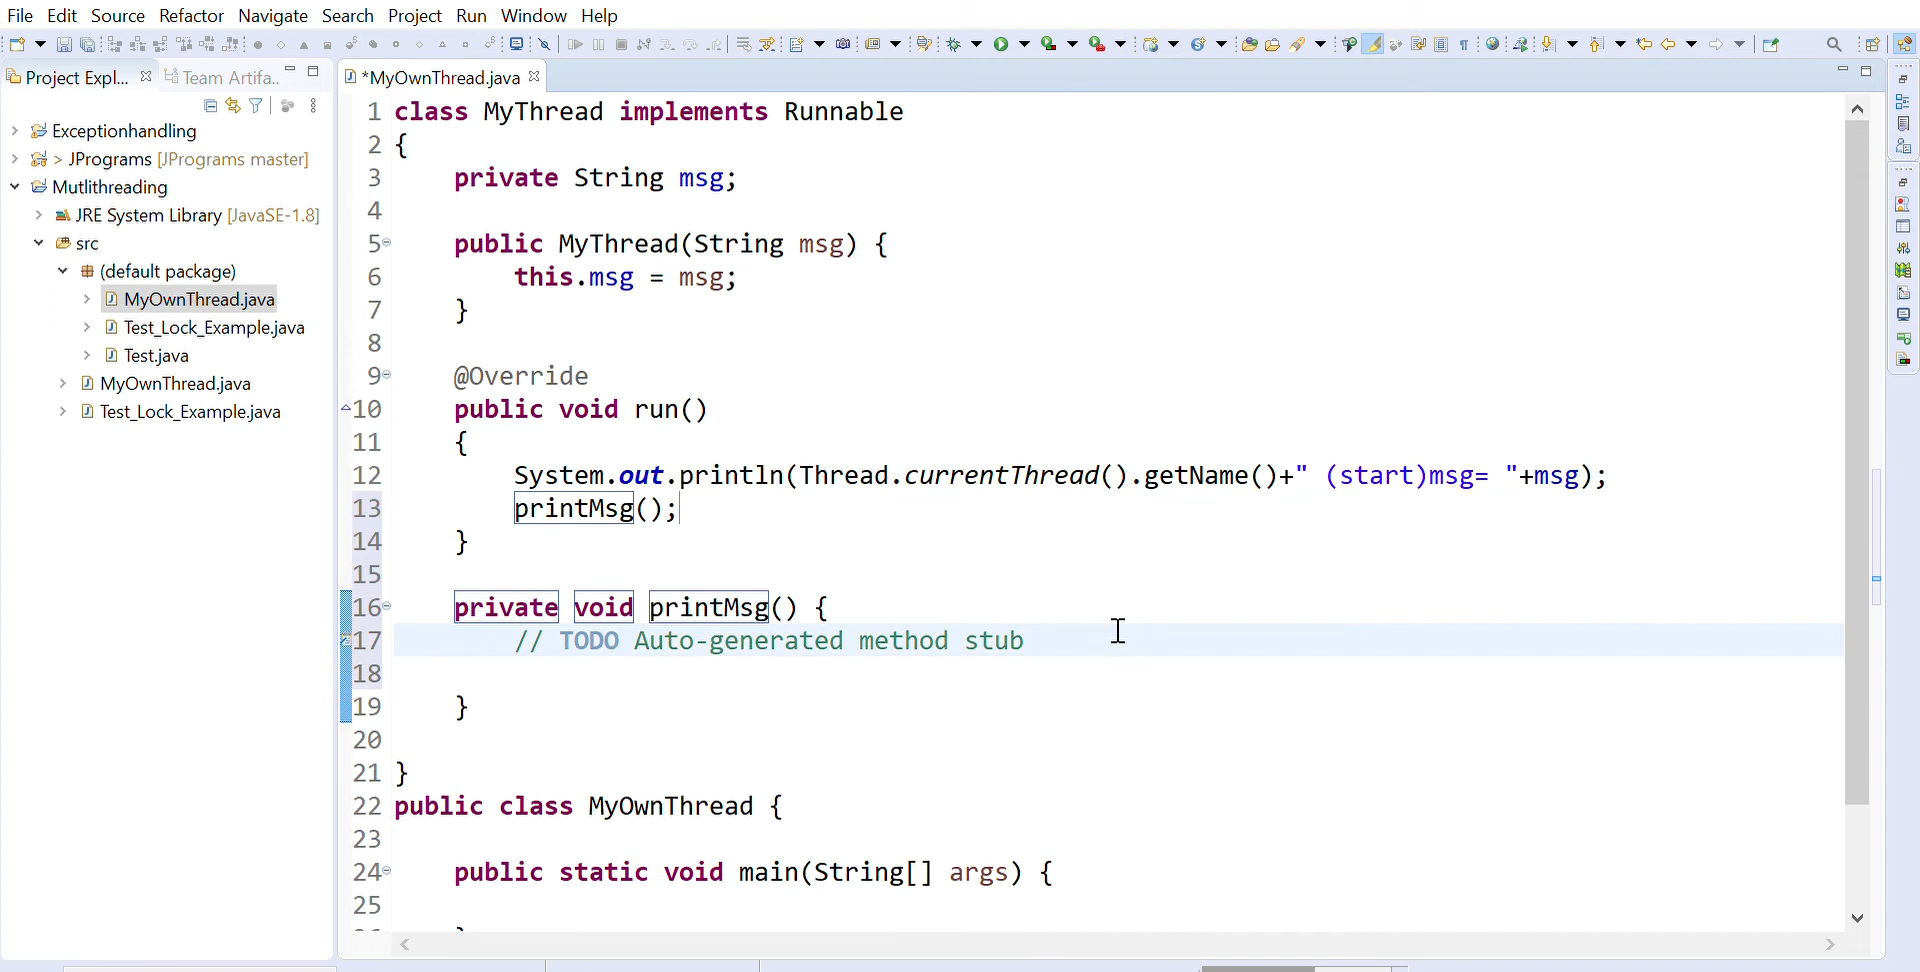 File Edit Source Refactor Navigate Search Project Run Window Help
Project Expl...
Team Artifa..
*MyOwnThread.java
Exceptionhandling
> JPrograms [JPrograms master]
Mutlithreading
JRE System Library [JavaSE-1.8]
src
(default package)
MyOwnThread.java
Test_Lock_Example.java
Test.java
MyOwnThread.java
Test_Lock_Example.java
1 class MyThread implements Runnable
2 {
3 private String msg;
4
5 public MyThread(String msg) {
6 this.msg = msg;
7 }
8
9 @Override
10 public void run()
11 {
12 System.out.println(Thread.currentThread().getName()+" (start)msg= "+msg);
13 printMsg();
14 }
15
16 private void printMsg() {
17 // TODO Auto-generated method stub
18
19 }
20
21 }
22 public class MyOwnThread {
23
24 public static void main(String[] args) {
25